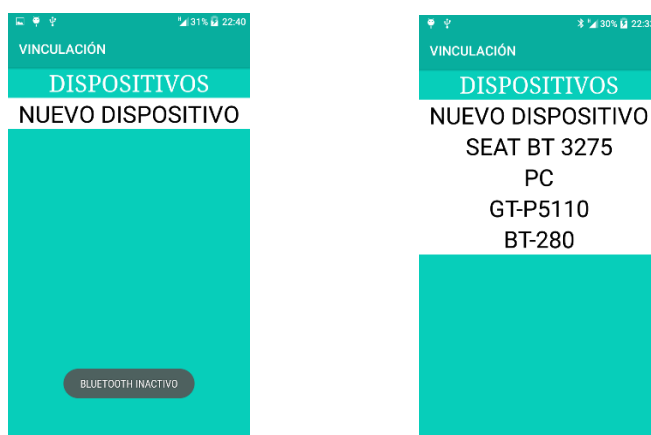 31% 22:40
VINCULACIÓN
DISPOSITIVOS
NUEVO DISPOSITIVO
BLUETOOTH INACTIVO
30%
VINCULACIÓN
DISPOSITIVOS
NUEVO DISPOSITIVO
SEAT BT 3275
PC
GT-P5110
BT-280